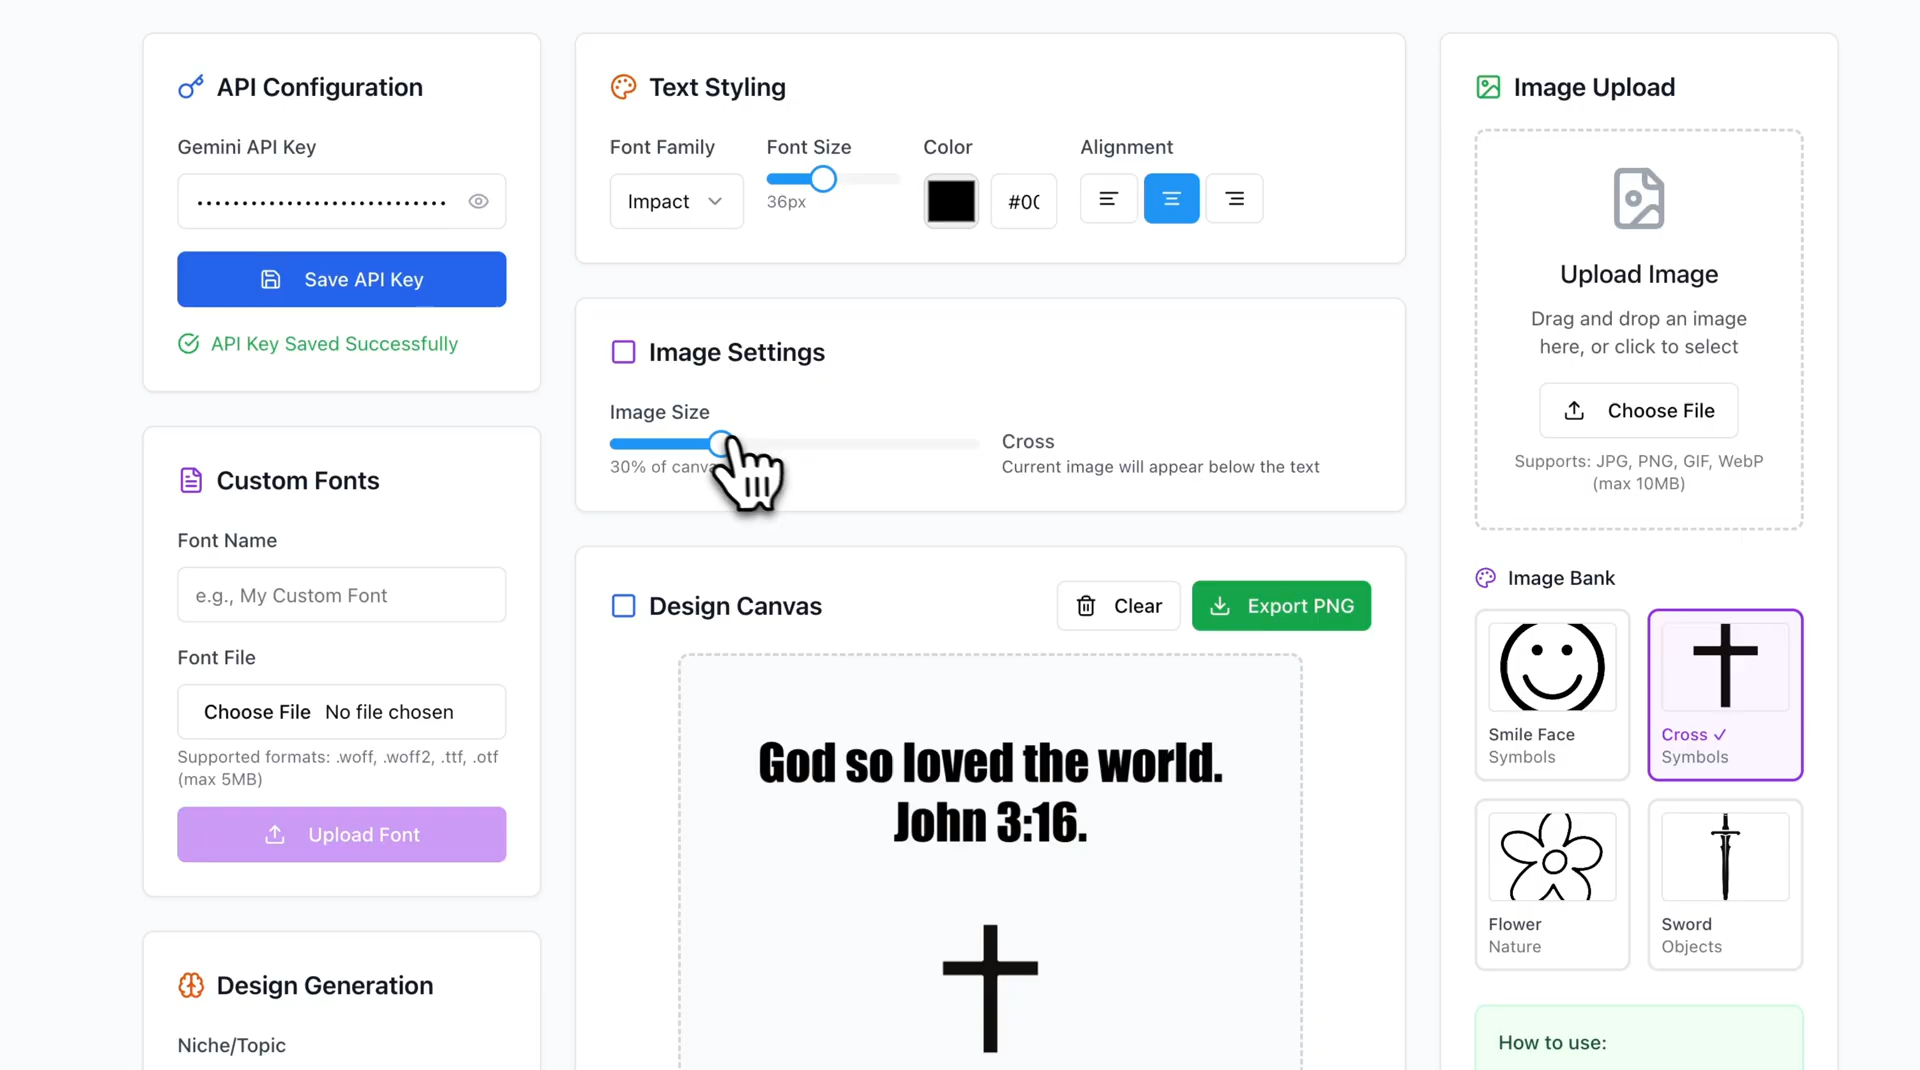 API Configuration
Gemini API Key
Save API Key
API Key Saved Successfully
Custom Fonts
Font Name
e.g., My Custom Font
Font File
Choose File No file chosen
Supported formats: .woff, .woff2, .ttf, .otf
(max 5MB)
Upload Font
Design Generation
Niche/Topic
Text Styling
Font Family
Font Size
Color
Alignment
Impact
36px
#00
Image Settings
Image Size
30% of canva
Cross
Current image will appear below the text
Design Canvas
Clear
Export PNG
God so loved the world.
John 3:16.
Image Upload
Upload Image
Drag and drop an image
here, or click to select
Choose File
Supports: JPG, PNG, GIF, WebP
(max 10MB)
Image Bank
Smile Face
Symbols
Cross ✓
Symbols
Flower
Nature
Sword
Objects
How to use: